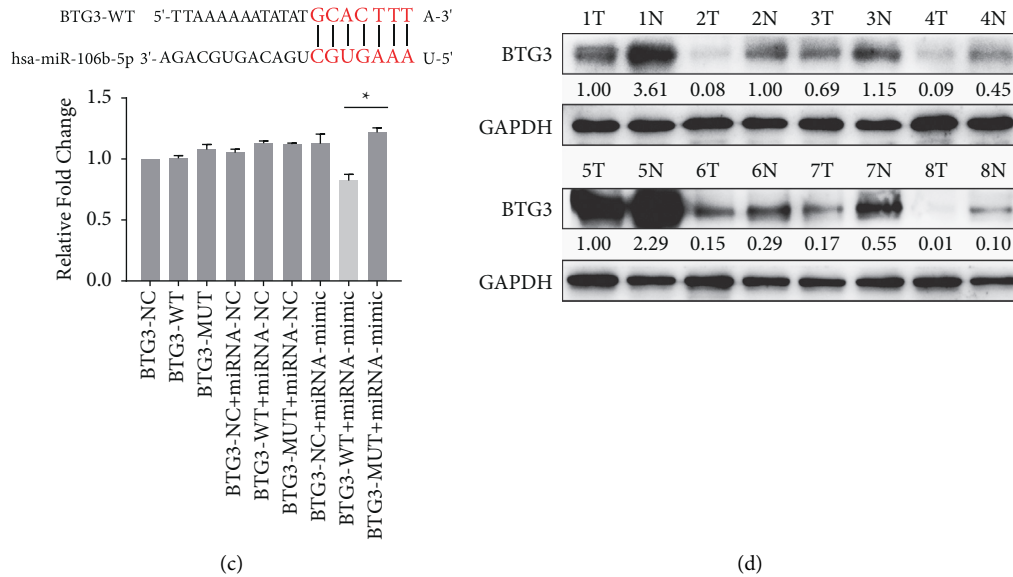 BTG3-WT 5'-TTAAAAAATATATGCACTTT A-3'
hsa-miR-106b-5p 3'- AGACGUGACAGUCGUGAAA U-5'
Relative Fold Change
1.5
1.0
0.5
0.0
*
BTG3-NC
BTG3-WT
BTG3-MUT
BTG3-NC+miRNA-NC
BTG3-WT+miRNA-NC
BTG3-MUT+miRNA-NC
BTG3-NC+miRNA-mimic
BTG3-WT+miRNA-mimic
BTG3-MUT+miRNA-mimic
(c)
1T 1N 2T 2N 3T 3N 4T 4N
BTG3
1.00 3.61 0.08 1.00 0.69 1.15 0.09 0.45
GAPDH
5T 5N 6T 6N 7T 7N 8T 8N
BTG3
1.00 2.29 0.15 0.29 0.17 0.55 0.01 0.10
GAPDH
(d)